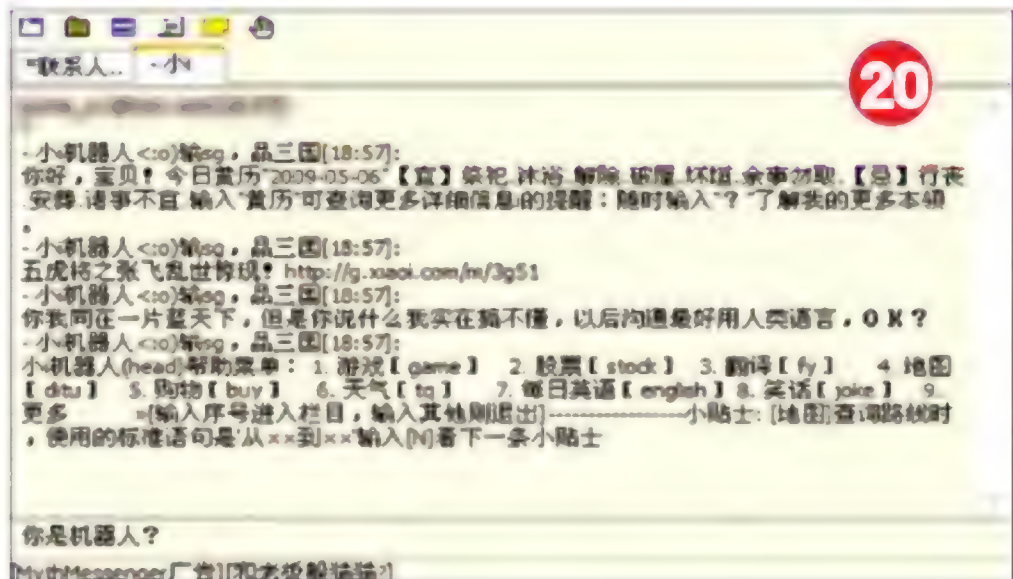 *联系人.. -小i
20
-小i机器人<:o)输sg，品三国[18:57]:
你好，宝贝！今日黄历"2009-05-06"【宜】祭祀.沐浴.解除.破屋.坏垣.余事勿取.【忌】行丧
.安葬.诸事不宜.输入"黄历"可查询更多详细信息的提醒：随时输入"？"了解我的更多本领
。
-小i机器人<:o)输sg，品三国[18:57]:
五虎将之张飞乱世惊现！http://g.xiaoi.com/m/3g51
-小i机器人<:o)输sg，品三国[18:57]:
你我同在一片蓝天下，但是你说什么我实在搞不懂，以后沟通最好用人类语言，O K？
-小i机器人<:o)输sg，品三国[18:57]:
小i机器人(head)帮助菜单： 1. 游戏【game】 2. 股票【stock】 3. 翻译【fy】 4. 地图
【ditu】 5. 购物【buy】 6. 天气【tq】 7. 每日英语【english】 8. 笑话【joke】 9.
更多 =[输入序号进入栏目，输入其他则退出]--------------------小贴士: [地图]查询路线时
，使用的标准语句是'从××到××'输入[N]看下一条小贴士
你是机器人？
[MythMessenger广告][和老板躲猫猫?]